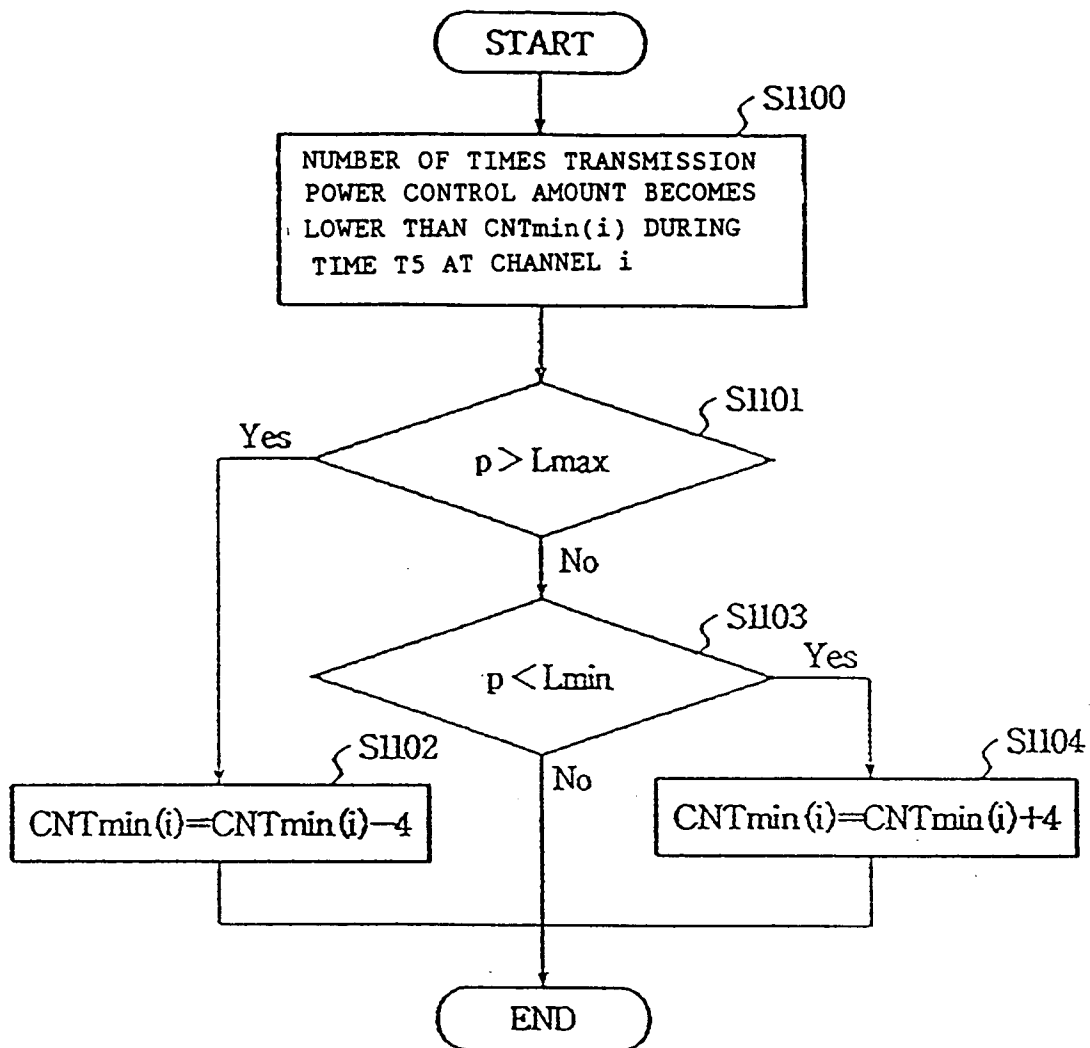 START
S1100
NUMBER OF TIMES TRANSMISSION
POWER CONTROL AMOUNT BECOMES
LOWER THAN CNTmin(i) DURING
TIME T5 AT CHANNEL i
S1101
Yes
p > Lmax
No
S1103
p < Lmin
Yes
S1102
No
S1104
CNTmin(i)=CNTmin(i)−4
CNTmin(i)=CNTmin(i)+4
END